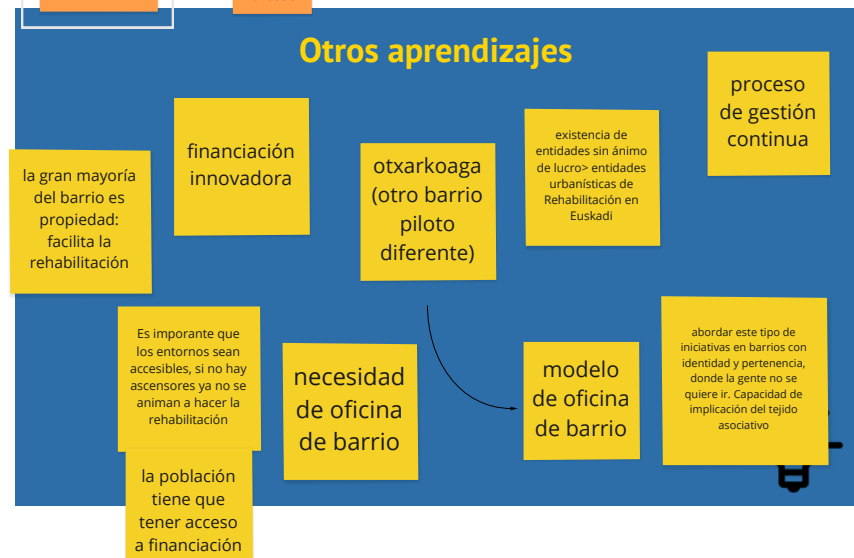 Otros aprendizajes
la gran mayoría
del barrio es
propiedad:
facilita la
rehabilitación
financiación
innovadora
otxarkoaga
(otro barrio
piloto
diferente)
existencia de
entidades sin ánimo
de lucro> entidades
urbanísticas de
Rehabilitación en
Euskadi
proceso
de gestión
continua
Es imporante que
los entornos sean
accesibles, si no hay
ascensores ya no se
animan a hacer la
rehabilitación
necesidad
de oficina
de barrio
modelo
de oficina
de barrio
abordar este tipo de
iniciativas en barrios con
identidad y pertenencia,
donde la gente no se
quiere ir. Capacidad de
implicación del tejido
asociativo
la población
tiene que
tener acceso
a financiación